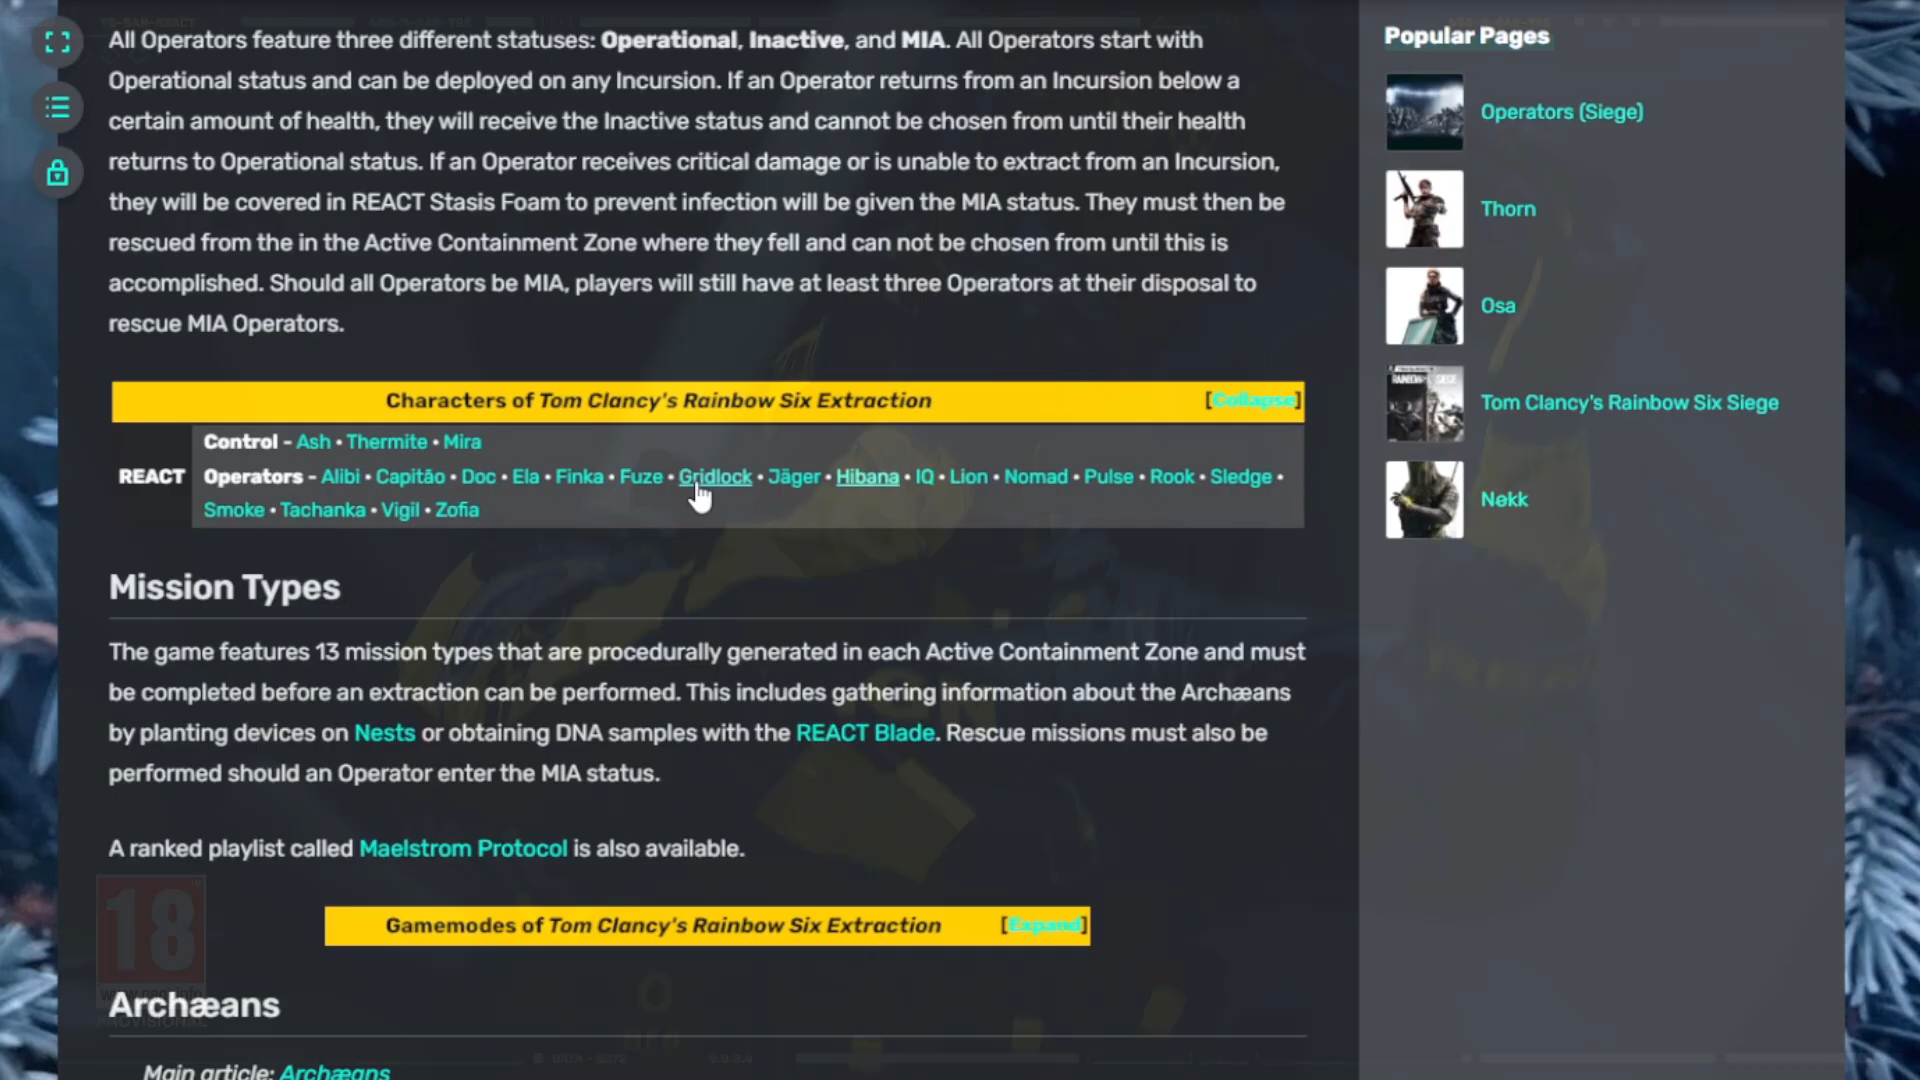 All Operators feature three different statuses: Operational, Inactive, and MIA. All Operators start with
Operational status and can be deployed on any Incursion. If an Operator returns from an Incursion below a
certain amount of health, they will receive the Inactive status and cannot be chosen from until their health
returns to Operational status. If an Operator receives critical damage or is unable to extract from an Incursion,
they will be covered in REACT Stasis Foam to prevent infection will be given the MIA status. They must then be
rescued from the in the Active Containment Zone where they fell and can not be chosen from until this is
accomplished. Should all Operators be MIA, players will still have at least three Operators at their disposal to
rescue MIA Operators.
Characters of Tom Clancy's Rainbow Six Extraction [Collapse]
REACT
Control - Ash • Thermite • Mira
Operators - Alibi • Capitão • Doc • Ela • Finka • Fuze • Gridlock • Jäger • Hibana • IQ • Lion • Nomad • Pulse • Rook • Sledge •
Smoke • Tachanka • Vigil • Zofia
Mission Types
The game features 13 mission types that are procedurally generated in each Active Containment Zone and must
be completed before an extraction can be performed. This includes gathering information about the Archæans
by planting devices on Nests or obtaining DNA samples with the REACT Blade. Rescue missions must also be
performed should an Operator enter the MIA status.
A ranked playlist called Maelstrom Protocol is also available.
18
www.pegi.info
PROVISIONAL
Gamemodes of Tom Clancy's Rainbow Six Extraction [Expand]
Archæans
Main article: Archæans
Popular Pages
Operators (Siege)
Thorn
Osa
RAINBOW SIEGE
Tom Clancy's Rainbow Six Siege
Nøkk